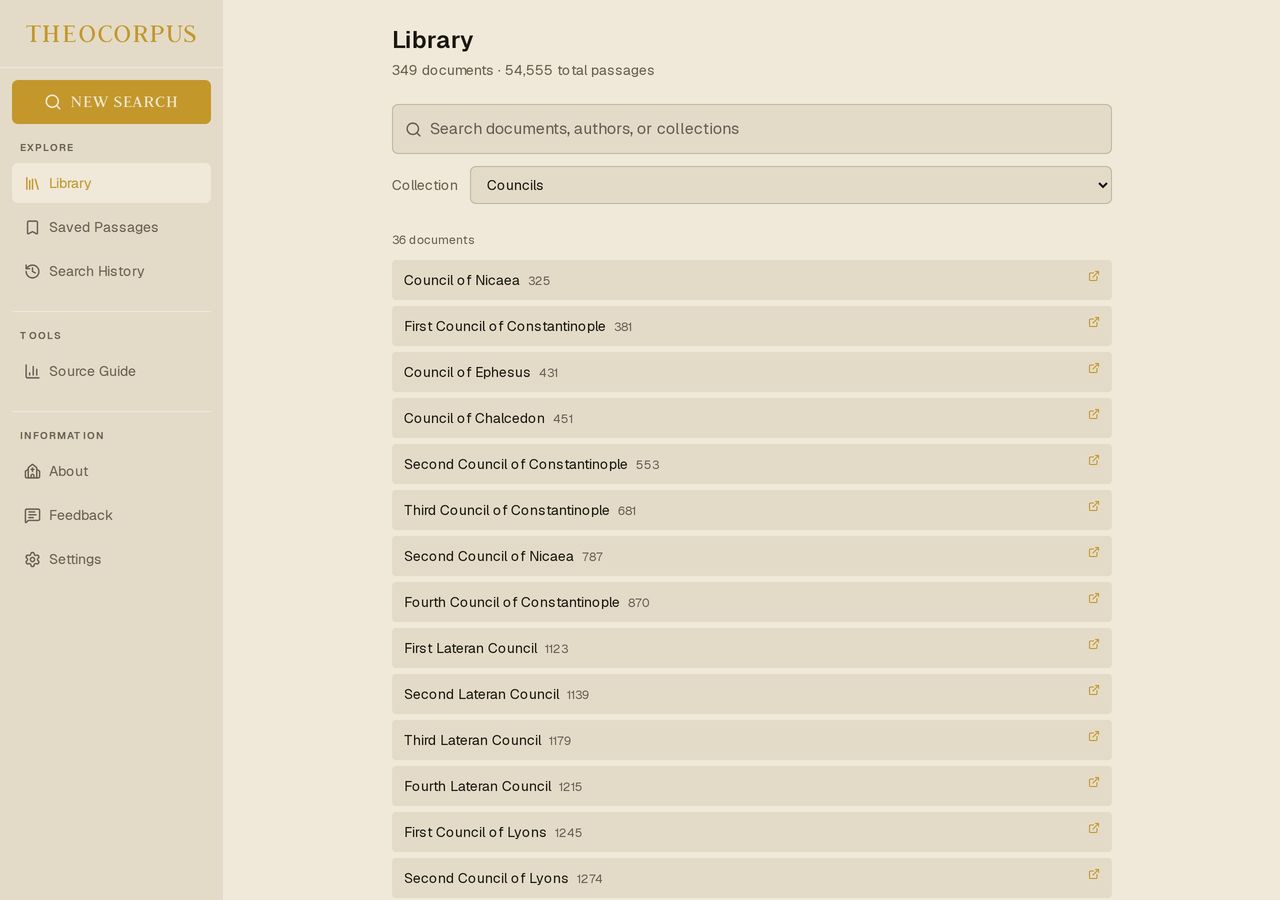 THEOCORPUS
NEW SEARCH
EXPLORE
Library
Saved Passages
Search History
TOOLS
Source Guide
INFORMATION
About
Feedback
Settings
Library
349 documents · 54,555 total passages
Search documents, authors, or collections
Collection Councils
36 documents
Council of Nicaea 325
First Council of Constantinople 381
Council of Ephesus 431
Council of Chalcedon 451
Second Council of Constantinople 553
Third Council of Constantinople 681
Second Council of Nicaea 787
Fourth Council of Constantinople 870
First Lateran Council 1123
Second Lateran Council 1139
Third Lateran Council 1179
Fourth Lateran Council 1215
First Council of Lyons 1245
Second Council of Lyons 1274